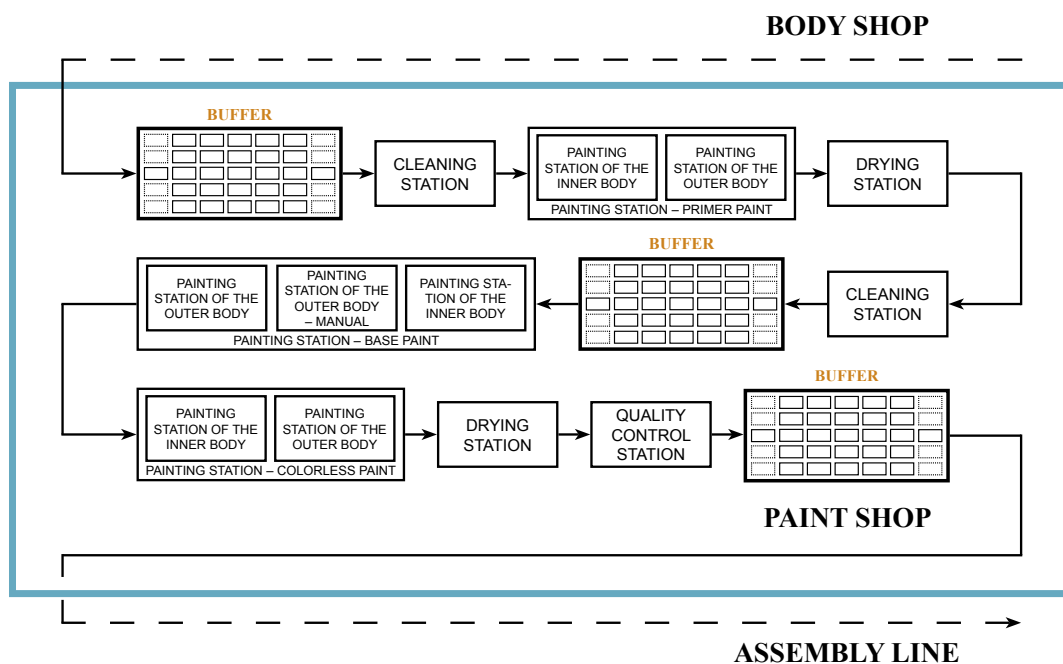 BODY SHOP
BUFFER
CLEANING
STATION
PAINTING
STATION OF THE
INNER BODY
PAINTING
STATION OF THE
OUTER BODY
PAINTING STATION – PRIMER PAINT
DRYING
STATION
PAINTING
STATION OF THE
OUTER BODY
PAINTING
STATION OF THE
OUTER BODY
– MANUAL
PAINTING STA-
TION OF THE
INNER BODY
PAINTING STATION – BASE PAINT
BUFFER
CLEANING
STATION
PAINTING
STATION OF THE
INNER BODY
PAINTING
STATION OF THE
OUTER BODY
PAINTING STATION – COLORLESS PAINT
DRYING
STATION
QUALITY
CONTROL
STATION
BUFFER
PAINT SHOP
ASSEMBLY LINE